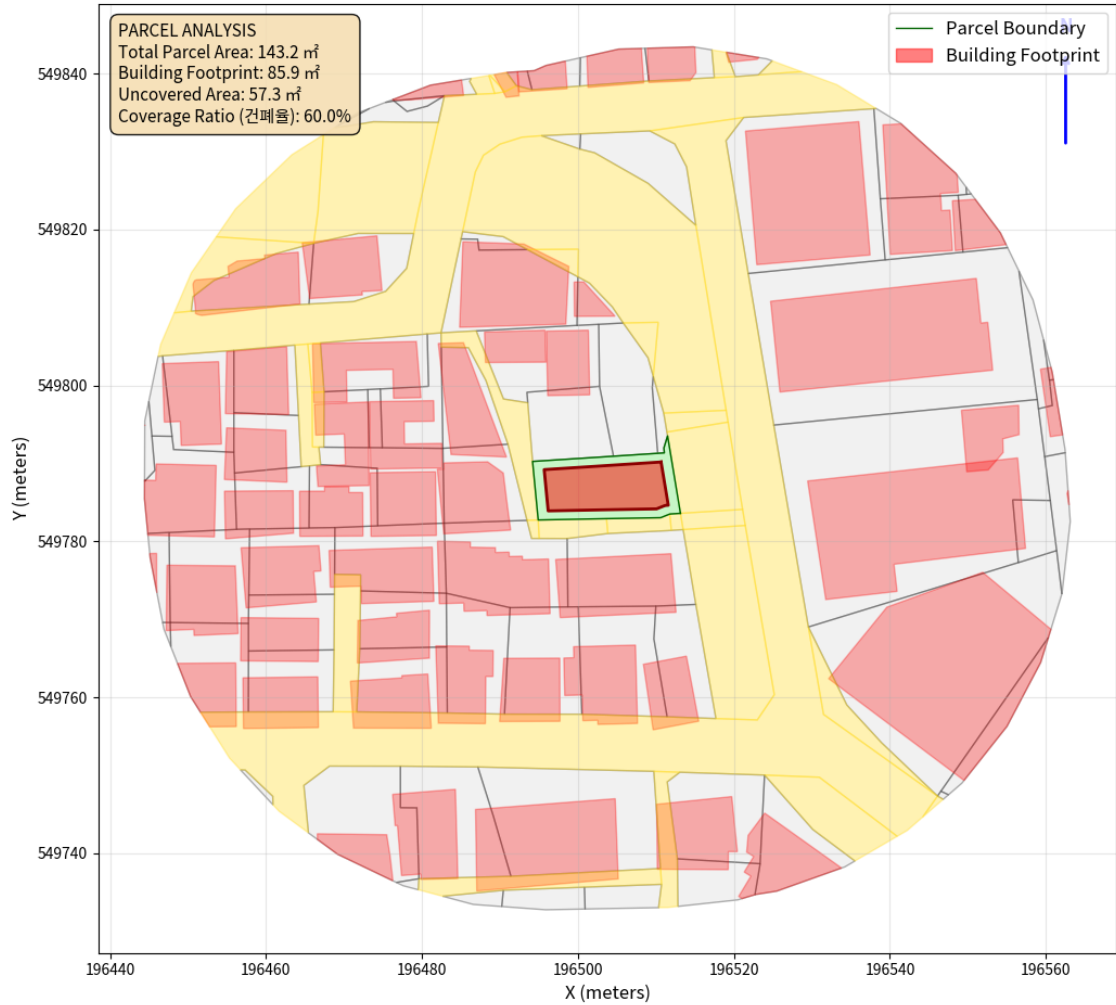 PARCEL ANALYSIS
Total Parcel Area: 143.2 ㎡
Building Footprint: 85.9 ㎡
Uncovered Area: 57.3 ㎡
Coverage Ratio (건폐율): 60.0%
Parcel Boundary
Building Footprint
N
Y (meters)
549840
549820
549800
549780
549760
549740
196440
196460
196480
196500
196520
196540
196560
X (meters)